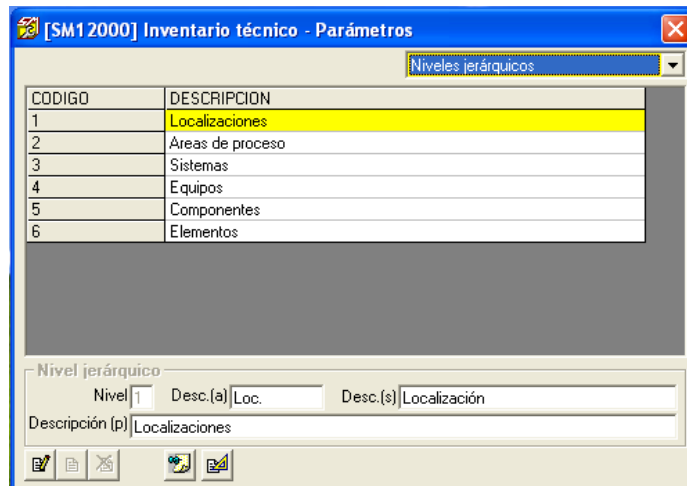 [SM12000] Inventario técnico - Parámetros
Niveles jerárquicos
CODIGO DESCRIPCION
1 Localizaciones
2 Areas de proceso
3 Sistemas
4 Equipos
5 Componentes
6 Elementos
Nivel jerárquico
Nivel 1 Desc.(a) Loc. Desc.(s) Localización
Descripción (p) Localizaciones